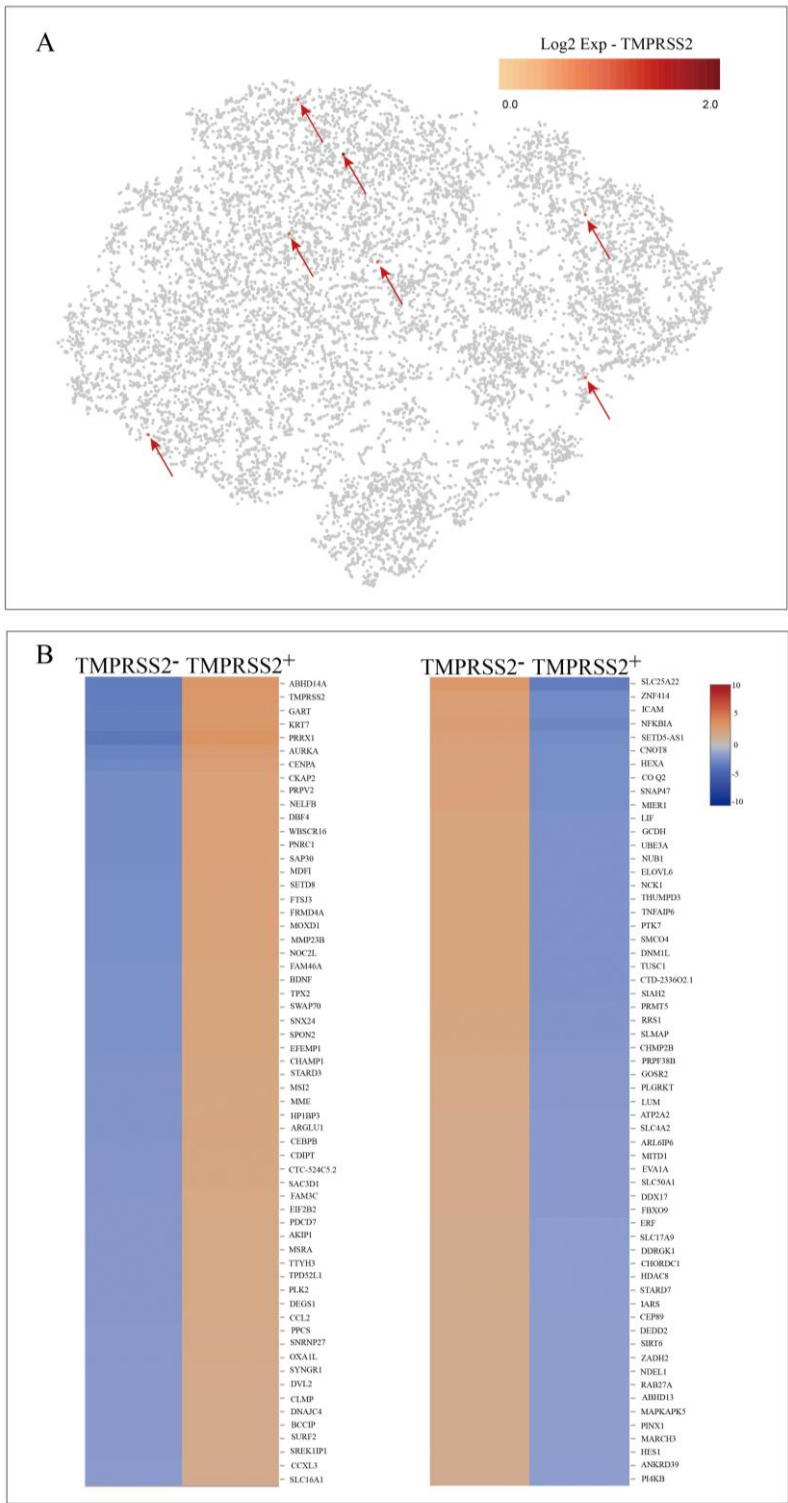 A
Log2 Exp - TMPRSS2
0.0 2.0
B
TMPRSS2- TMPRSS2+
ABHD14A
TMPRSS2
GART
KRT7
PRRX1
AURKA
CENPA
CKAP2
PRPV2
NELFB
DBF4
WBSCR16
PNRC1
SAP30
MDFI
SETD8
FTSJ3
FRMD4A
MOXD1
MMP23B
NOC2L
FAM46A
BDNF
TPX2
SWAP70
SNX24
SPON2
EFEMP1
CHAMP1
STARD3
MSI2
MME
HP1BP3
ARGLU1
CEBPB
CDIPT
CTC-524C5.2
SAC3D1
FAM3C
EIF2B2
PDCD7
AKIP1
MSRA
TTYH3
TPD52L1
PLK2
DEGS1
CCL2
PPCS
SNRNP27
OXA1L
SYNGR1
DVL2
CLMP
DNAJC4
BCCIP
SURF2
SREK1IP1
CCXL3
SLC16A1
TMPRSS2- TMPRSS2+
SLC25A22
ZNF414
ICAM
NFKBIA
SETD5-AS1
CNOT8
HEXA
CO Q2
SNAP47
MIER1
LIF
GCDH
UBE3A
NUB1
ELOVL6
NCK1
THUMPD3
TNFAIP6
PTK7
SMCO4
DNM1L
TUSC1
CTD-2336O2.1
SIAH2
PRMT5
RRS1
SLMAP
CHMP2B
PRPF38B
GOSR2
PLGRKT
LUM
ATP2A2
SLC4A2
ARL6IP6
MITD1
EVA1A
SLC50A1
DDX17
FBXO9
ERF
SLC17A9
DDRGK1
CHORDC1
HDAC8
STARD7
IARS
CEP89
DEDD2
SIRT6
ZADH2
NDEL1
RAB27A
ABHD13
MAPKAPK5
PINX1
MARCH3
HES1
ANKRD39
PI4KB
10
5
0
-5
-10